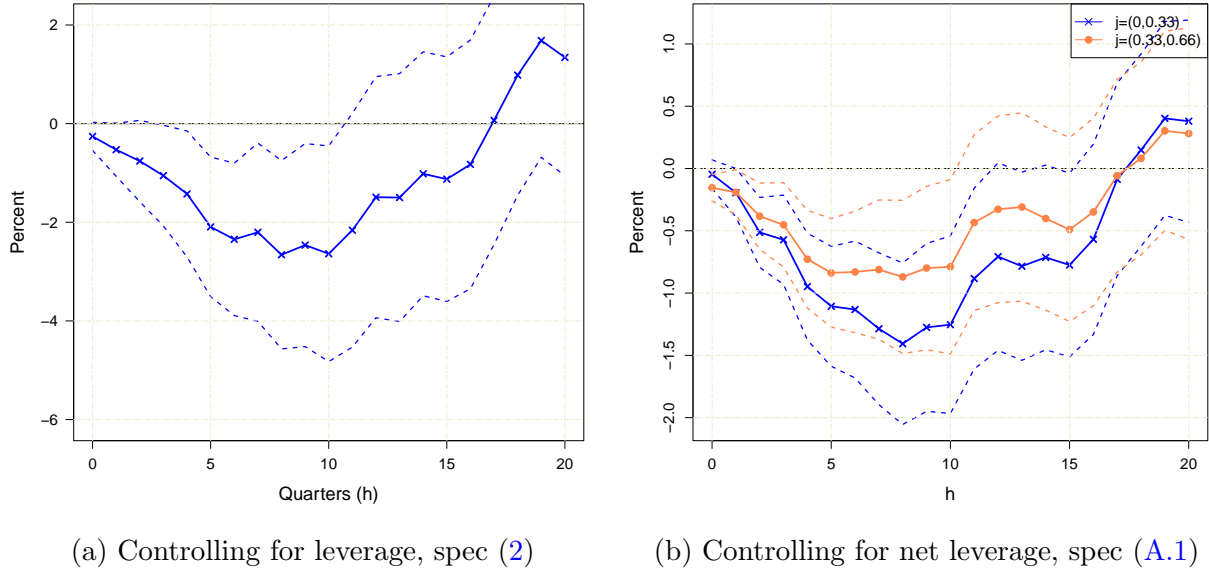 2
0
−2
−4
−6
Percent
0 5 10 15 20
Quarters (h)
(a) Controlling for leverage, spec (2)
j=(0,0.33)
j=(0.33,0.66)
1.0
0.5
0.0
−0.5
−1.0
−1.5
−2.0
Percent
0 5 10 15 20
h
(b) Controlling for net leverage, spec (A.1)